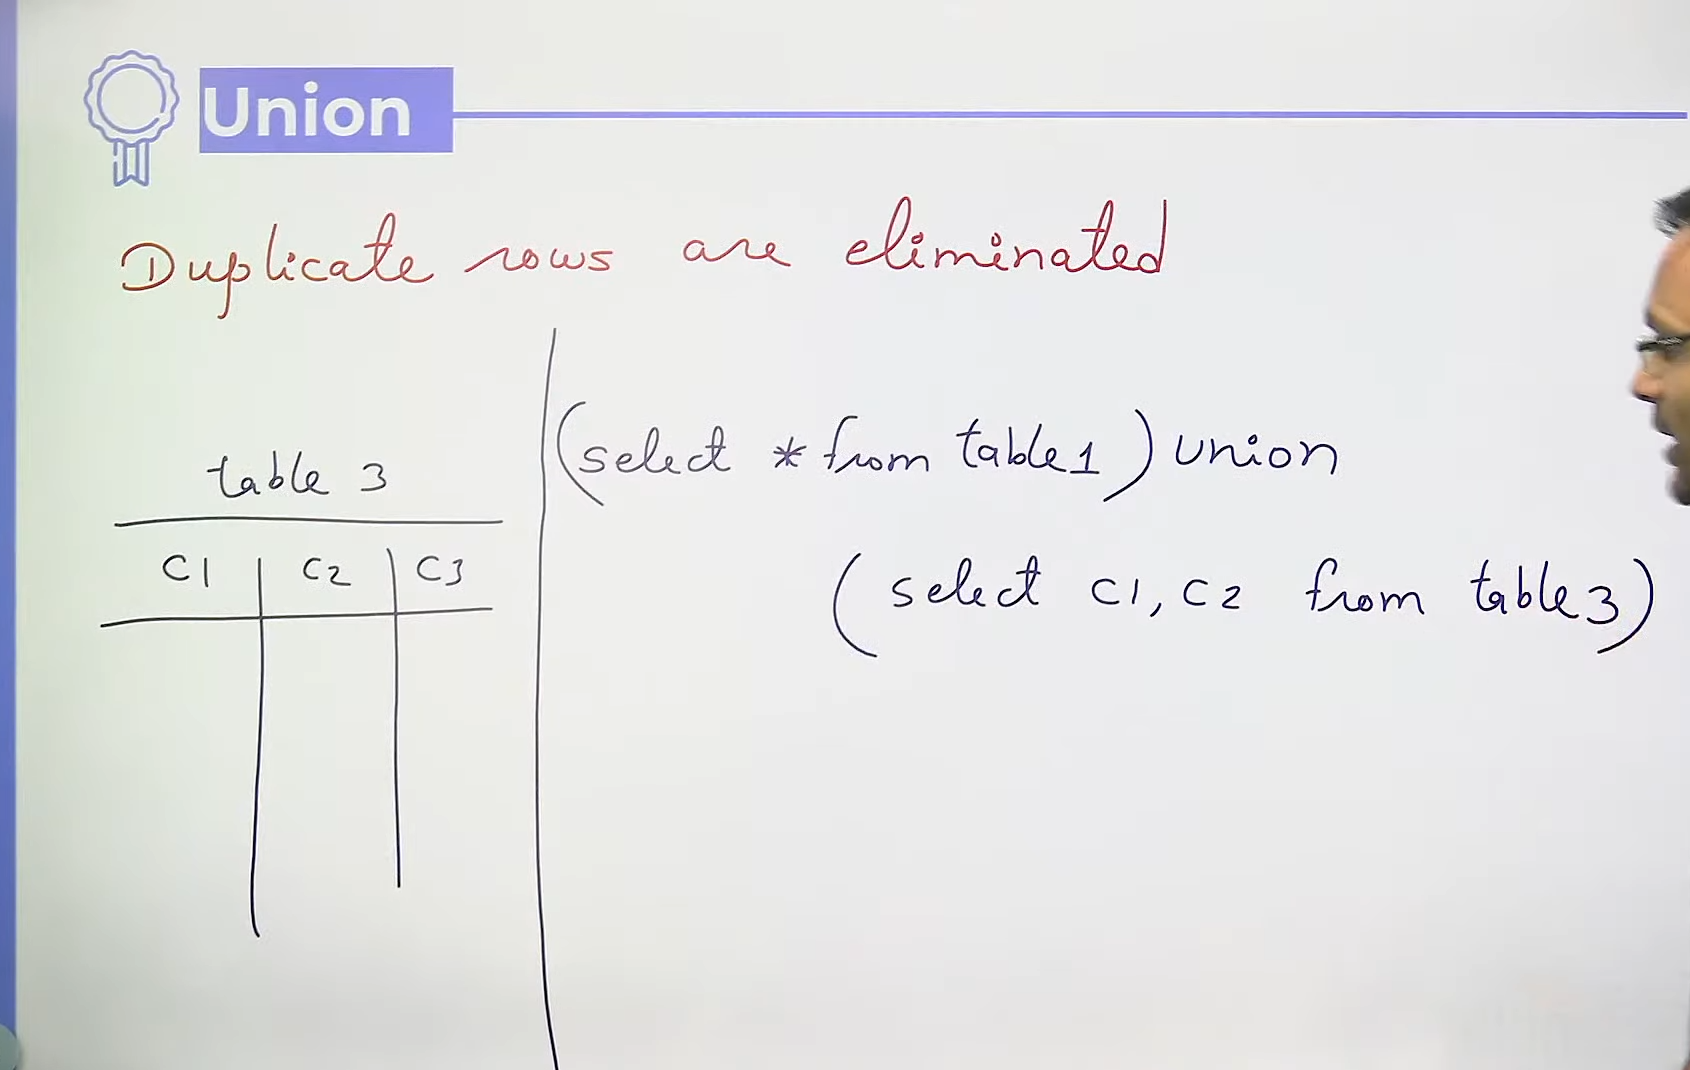 Union
Duplicate rows are eliminated
table 3
C1 C2 C3
(select * from table1) union
(select C1, C2 from table3)